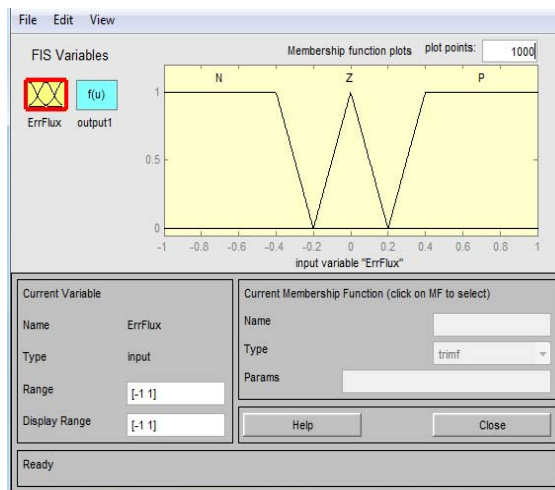 File Edit View
FIS Variables
f(u)
ErrFlux output1
Membership function plots plot points: 1000
N Z P
1
0.5
0
-1 -0.8 -0.6 -0.4 -0.2 0 0.2 0.4 0.6 0.8 1
input variable "ErrFlux"
Current Variable
Name ErrFlux
Type input
Range [-1 1]
Display Range [-1 1]
Current Membership Function (click on MF to select)
Name
Type trimf
Params
Help Close
Ready